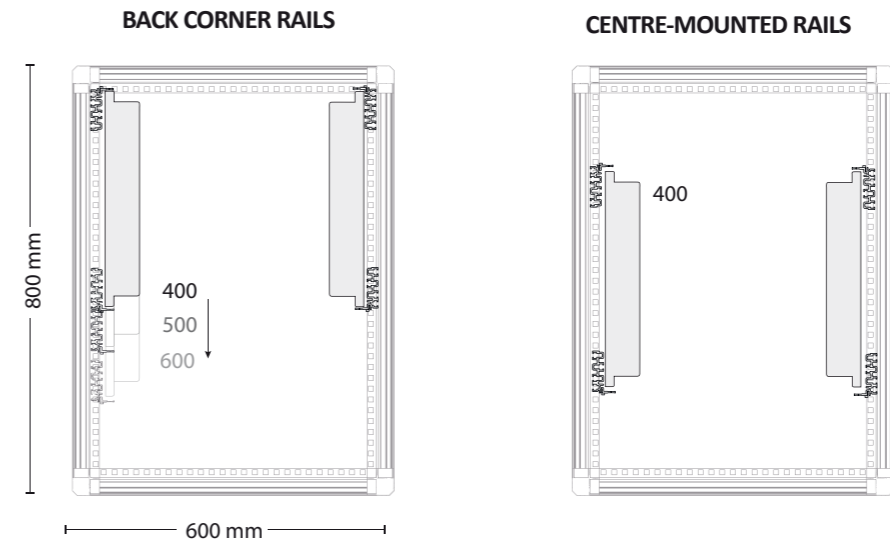 BACK CORNER RAILS
CENTRE-MOUNTED RAILS
800 mm
400
500
600
400
600 mm